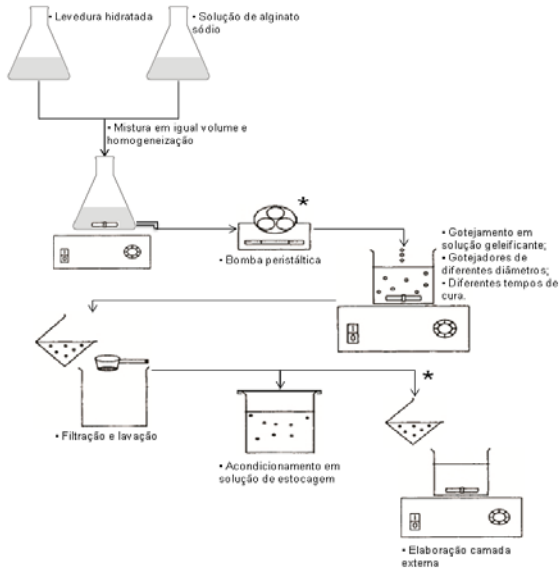 • Levedura hidratada
• Solução de alginato
sódio
• Mistura em igual volume e
homogeneização
*
• Bomba peristáltica
• Gotejamento em
solução geleificante;
• Gotejadores de
diferentes diâmetros;
• Diferentes tempos de
cura.
*
• Filtração e lavação
• Acondicionamento em
solução de estocagem
• Elaboração camada
externa